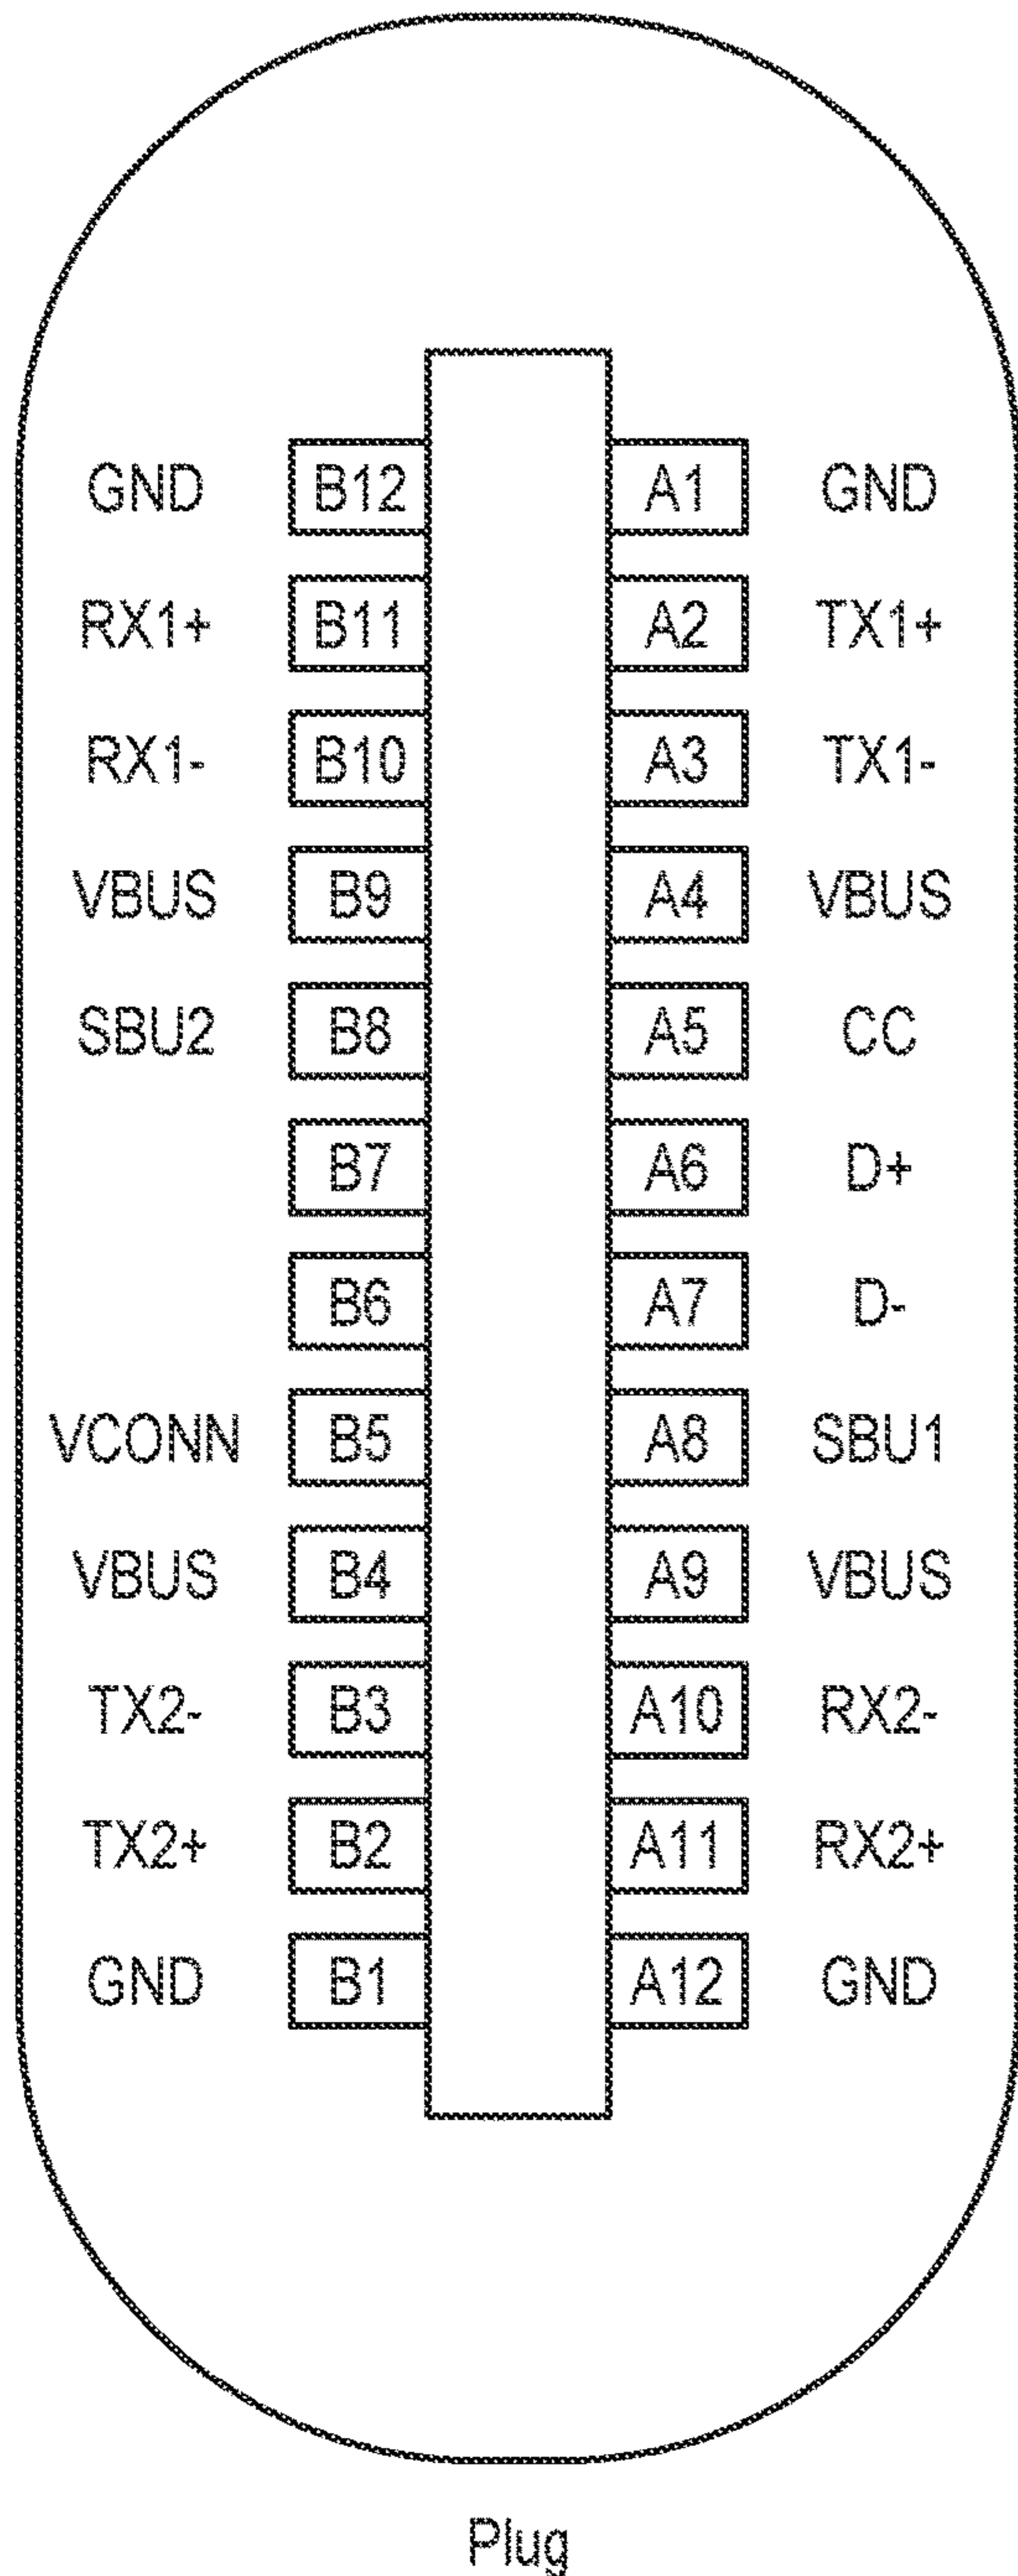 GND B12 A1 GND
RX1+ B11 A2 TX1+
RX1- B10 A3 TX1-
VBUS B9 A4 VBUS
SBU2 B8 A5 CC
B7 A6 D+
B6 A7 D-
VCONN B5 A8 SBU1
VBUS B4 A9 VBUS
TX2- B3 A10 RX2-
TX2+ B2 A11 RX2+
GND B1 A12 GND
Plug